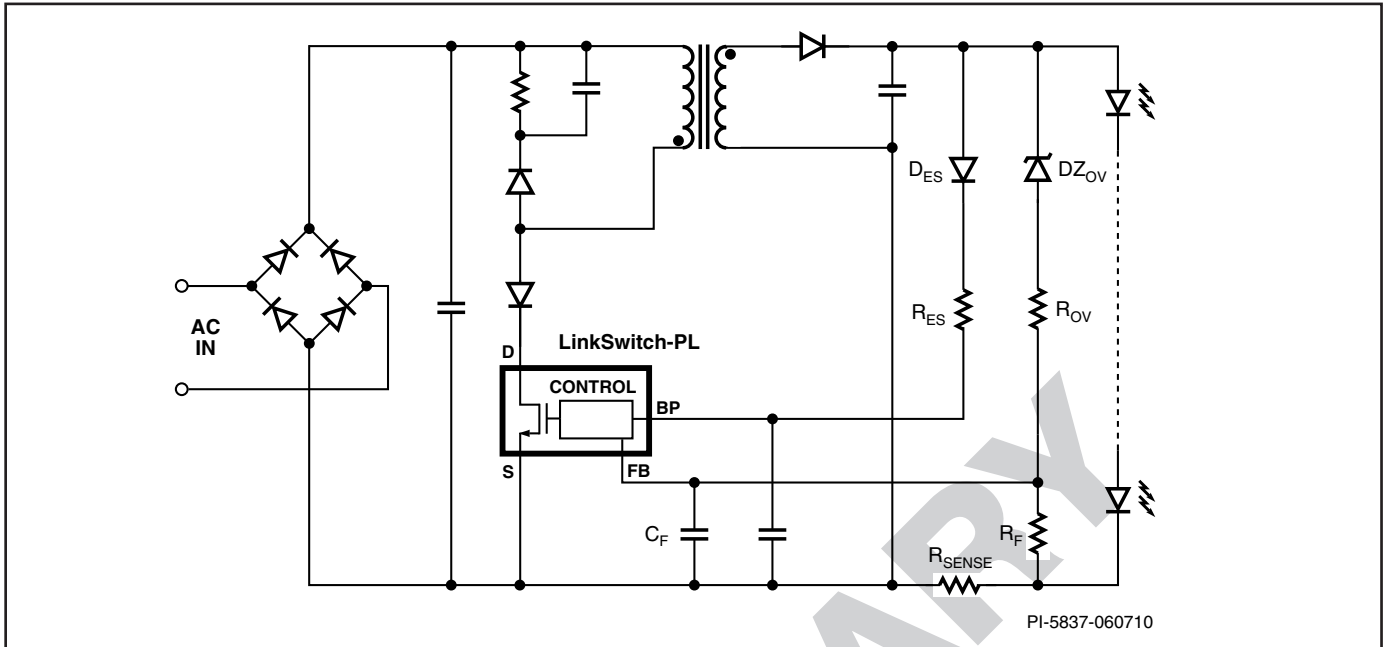 D_ES
DZ_OV
R_ES
R_OV
AC
IN
LinkSwitch-PL
D
CONTROL
BP
S
FB
C_F
R_F
R_SENSE
PI-5837-060710